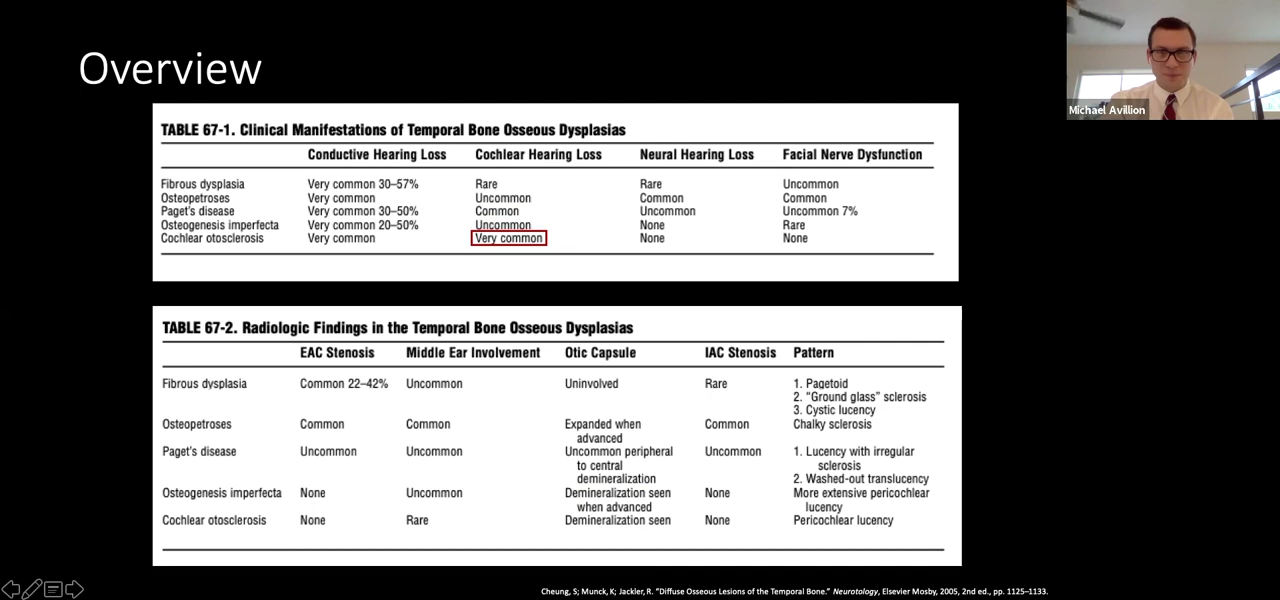 Overview
Michael Avillion
TABLE 67-1. Clinical Manifestations of Temporal Bone Osseous Dysplasias
Conductive Hearing Loss Cochlear Hearing Loss Neural Hearing Loss Facial Nerve Dysfunction
Fibrous dysplasia Very common 30–57% Rare Rare Uncommon
Osteopetroses Very common Uncommon Common Common
Paget's disease Very common 30–50% Common Uncommon Uncommon 7%
Osteogenesis imperfecta Very common 20–50% Uncommon None Rare
Cochlear otosclerosis Very common Very common None None
TABLE 67-2. Radiologic Findings in the Temporal Bone Osseous Dysplasias
EAC Stenosis Middle Ear Involvement Otic Capsule IAC Stenosis Pattern
Fibrous dysplasia Common 22–42% Uncommon Uninvolved Rare 1. Pagetoid
2. "Ground glass" sclerosis
3. Cystic lucency
Osteopetroses Common Common Expanded when Common Chalky sclerosis
advanced
Paget's disease Uncommon Uncommon Uncommon peripheral Uncommon 1. Lucency with irregular
to central sclerosis
demineralization 2. Washed-out translucency
Osteogenesis imperfecta None Uncommon Demineralization seen None More extensive pericochlear
when advanced lucency
Cochlear otosclerosis None Rare Demineralization seen None Pericochlear lucency
Cheung, S; Munck, K; Jackler, R. "Diffuse Osseous Lesions of the Temporal Bone." Neurotology, Elsevier Mosby, 2005, 2nd ed., pp. 1125–1133.